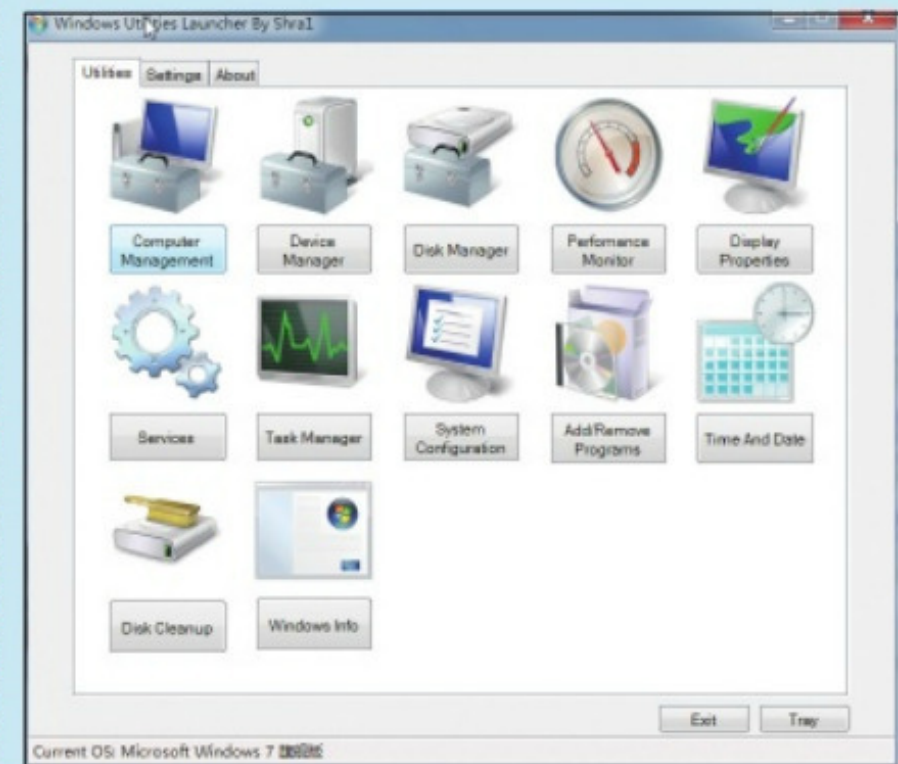 Windows Utilities Launcher By Shra1
Utilities Settings About
Computer
Management
Device
Manager
Disk Manager
Perfomance
Monitor
Display
Properties
Services
Task Manager
System
Configuration
Add/Remove
Programs
Time And Date
Disk Cleanup
Windows Info
Exit Tray
Current OS: Microsoft Windows 7